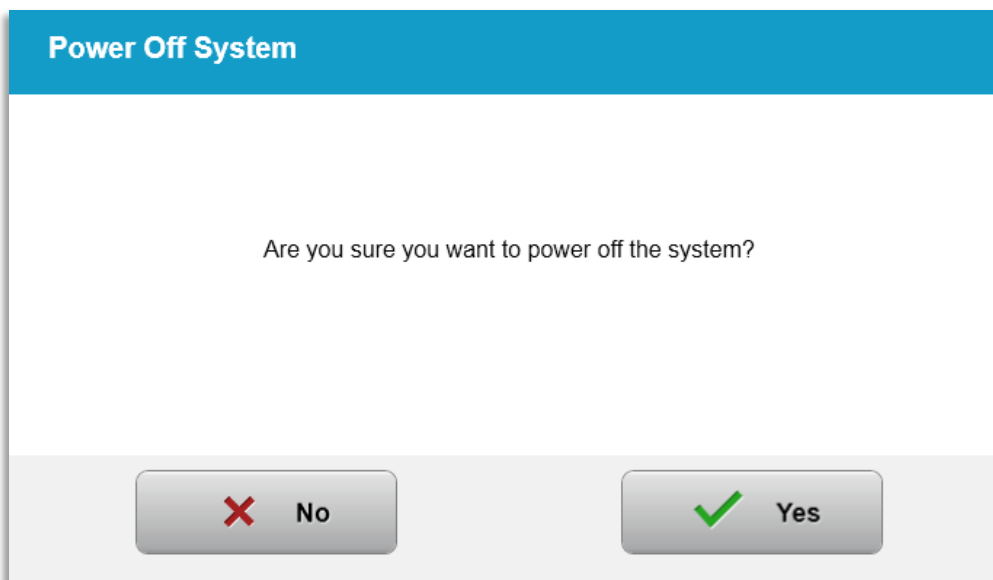 Power Off System
Are you sure you want to power off the system?
No
Yes